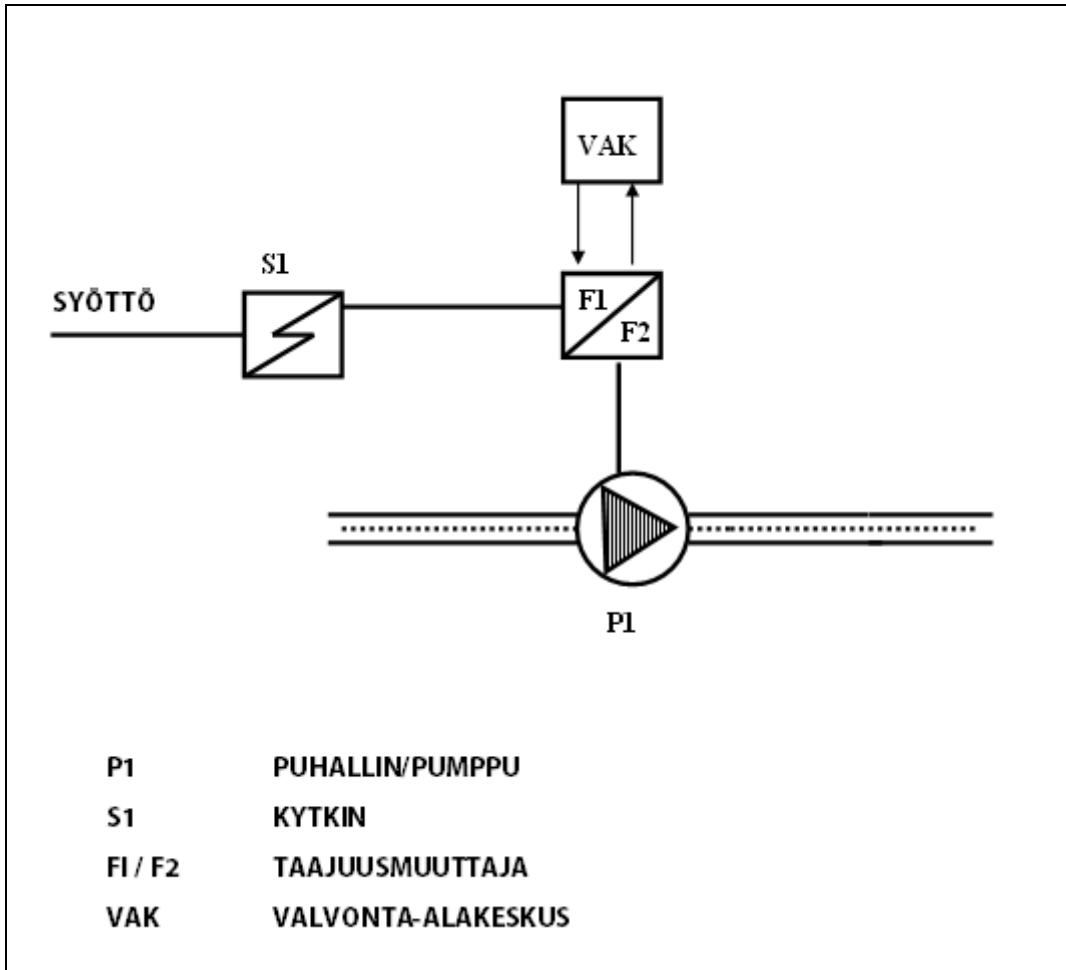 VAK
S1
SYÖTTÖ
F1
F2
P1
P1 PUHALLIN/PUMPPU
S1 KYTKIN
FI / F2 TAAJUUSMUUTTAJA
VAK VALVONTA-ALAKESKUS